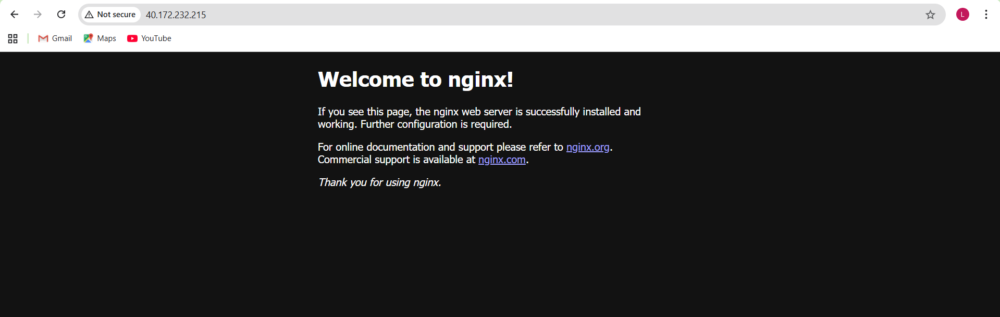 Not secure 40.172.232.215
L
Gmail Maps YouTube
Welcome to nginx!
If you see this page, the nginx web server is successfully installed and
working. Further configuration is required.
For online documentation and support please refer to nginx.org.
Commercial support is available at nginx.com.
Thank you for using nginx.